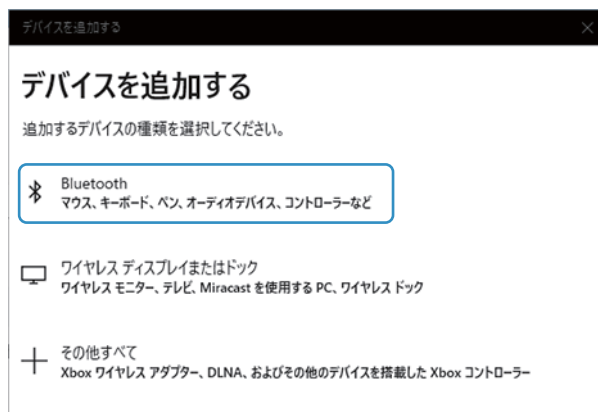 デバイスを追加する
デバイスを追加する
追加するデバイスの種類を選択してください。
Bluetooth
マウス、キーボード、ペン、オーディオデバイス、コントローラーなど
ワイヤレス ディスプレイまたはドック
ワイヤレス モニター、テレビ、Miracast を使用する PC、ワイヤレス ドック
その他すべて
Xbox ワイヤレス アダプター、DLNA、およびその他のデバイスを搭載した Xbox コントローラー